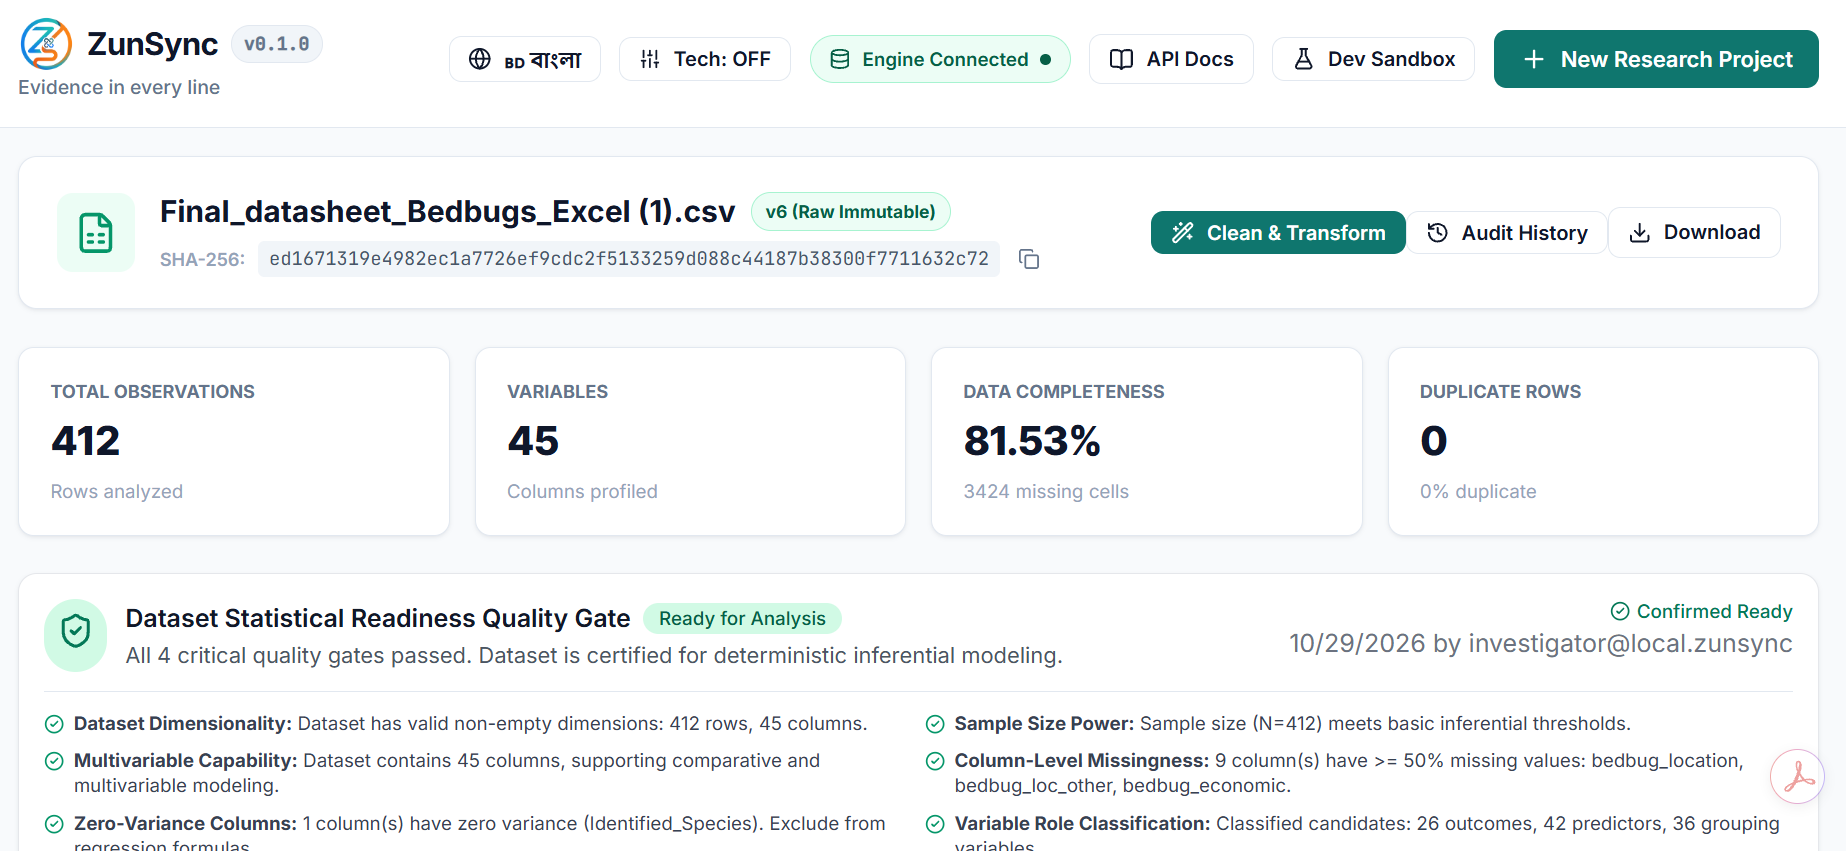 ZunSync v0.1.0
Evidence in every line
BD বাংলা
Tech: OFF
Engine Connected
API Docs
Dev Sandbox
New Research Project
Final_datasheet_Bedbugs_Excel (1).csv v6 (Raw Immutable)
SHA-256: ed1671319e4982ec1a7726ef9cdc2f5133259d088c44187b38300f7711632c72
Clean & Transform
Audit History
Download
TOTAL OBSERVATIONS
412
Rows analyzed
VARIABLES
45
Columns profiled
DATA COMPLETENESS
81.53%
3424 missing cells
DUPLICATE ROWS
0
0% duplicate
Dataset Statistical Readiness Quality Gate Ready for Analysis
All 4 critical quality gates passed. Dataset is certified for deterministic inferential modeling.
Confirmed Ready
10/29/2026 by investigator@local.zunsync
Dataset Dimensionality: Dataset has valid non-empty dimensions: 412 rows, 45 columns.
Sample Size Power: Sample size (N=412) meets basic inferential thresholds.
Multivariable Capability: Dataset contains 45 columns, supporting comparative and
multivariable modeling.
Column-Level Missingness: 9 column(s) have >= 50% missing values: bedbug_location,
bedbug_loc_other, bedbug_economic.
Zero-Variance Columns: 1 column(s) have zero variance (Identified_Species). Exclude from
regression formulas.
Variable Role Classification: Classified candidates: 26 outcomes, 42 predictors, 36 grouping
variables.